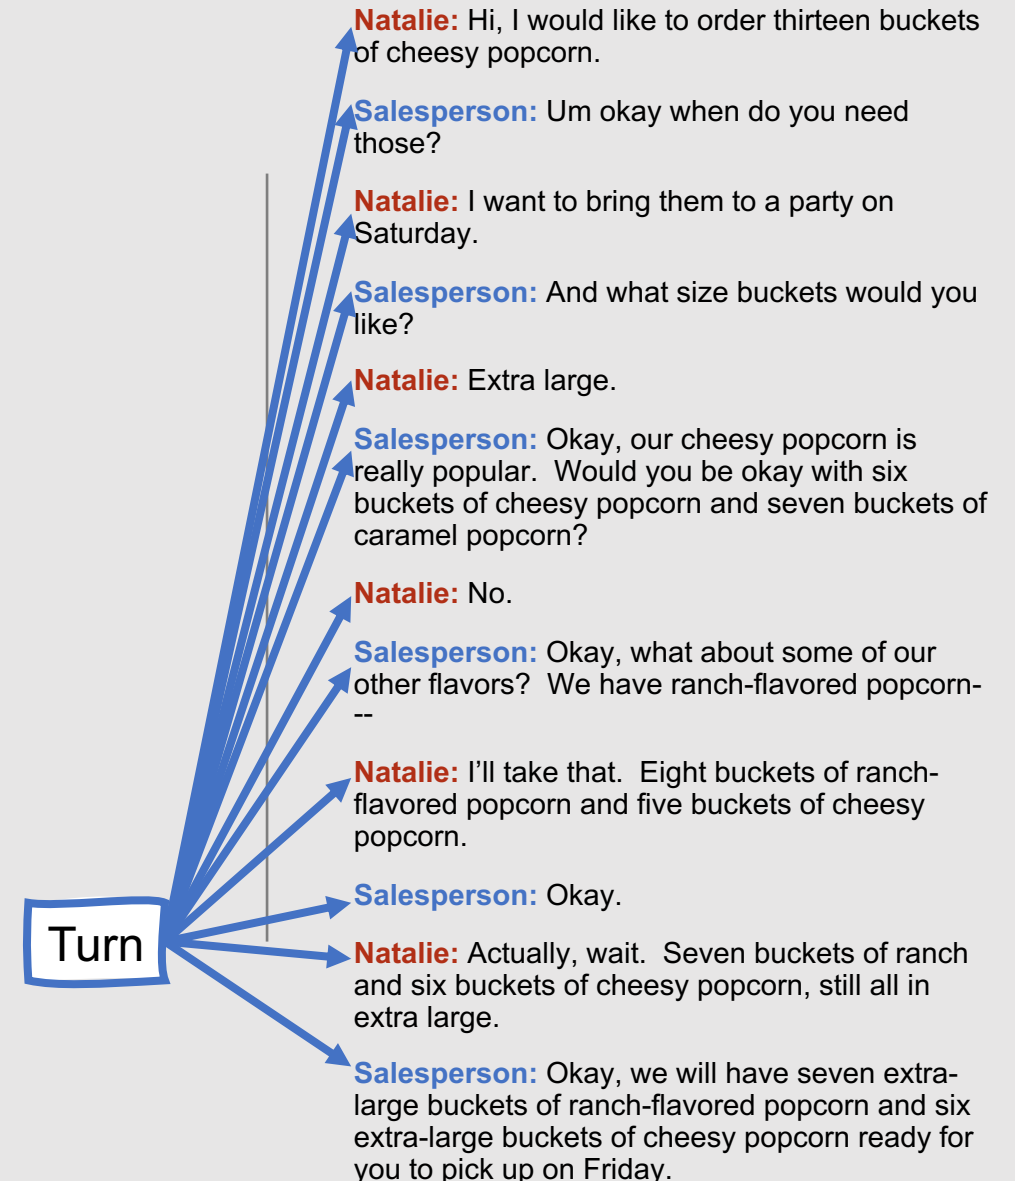 Natalie: Hi, I would like to order thirteen buckets
of cheesy popcorn.
Salesperson: Um okay when do you need
those?
Natalie: I want to bring them to a party on
Saturday.
Salesperson: And what size buckets would you
like?
Natalie: Extra large.
Salesperson: Okay, our cheesy popcorn is
really popular.  Would you be okay with six
buckets of cheesy popcorn and seven buckets of
caramel popcorn?
Natalie: No.
Salesperson: Okay, what about some of our
other flavors?  We have ranch-flavored popcorn-
--
Natalie: I’ll take that.  Eight buckets of ranch-
flavored popcorn and five buckets of cheesy
popcorn.
Salesperson: Okay.
Turn
Natalie: Actually, wait.  Seven buckets of ranch
and six buckets of cheesy popcorn, still all in
extra large.
Salesperson: Okay, we will have seven extra-
large buckets of ranch-flavored popcorn and six
extra-large buckets of cheesy popcorn ready for
you to pick up on Friday.